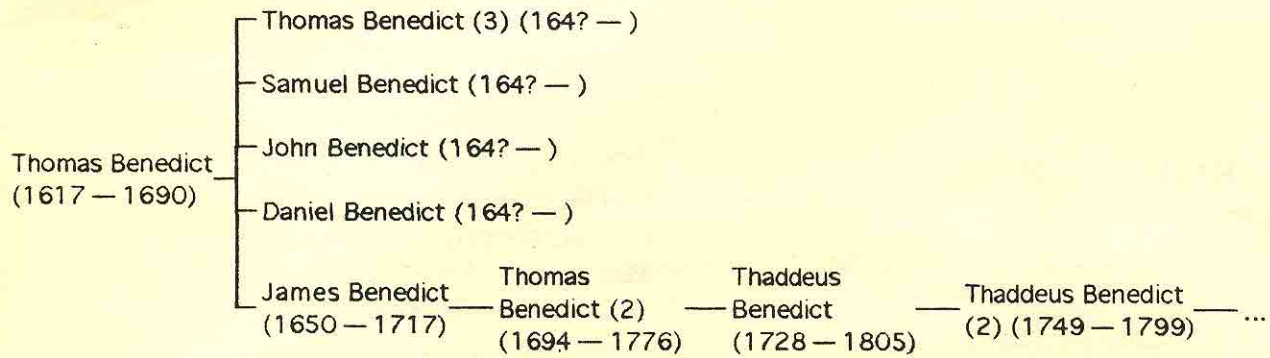 Thomas Benedict (3) (164? — )
Samuel Benedict (164? — )
John Benedict (164? — )
Daniel Benedict (164? — )
Thomas Benedict
(1617 — 1690)
James Benedict
(1650 — 1717)
Thomas
Benedict (2)
(1694 — 1776)
Thaddeus
Benedict
(1728 — 1805)
Thaddeus Benedict
(2) (1749 — 1799)
...